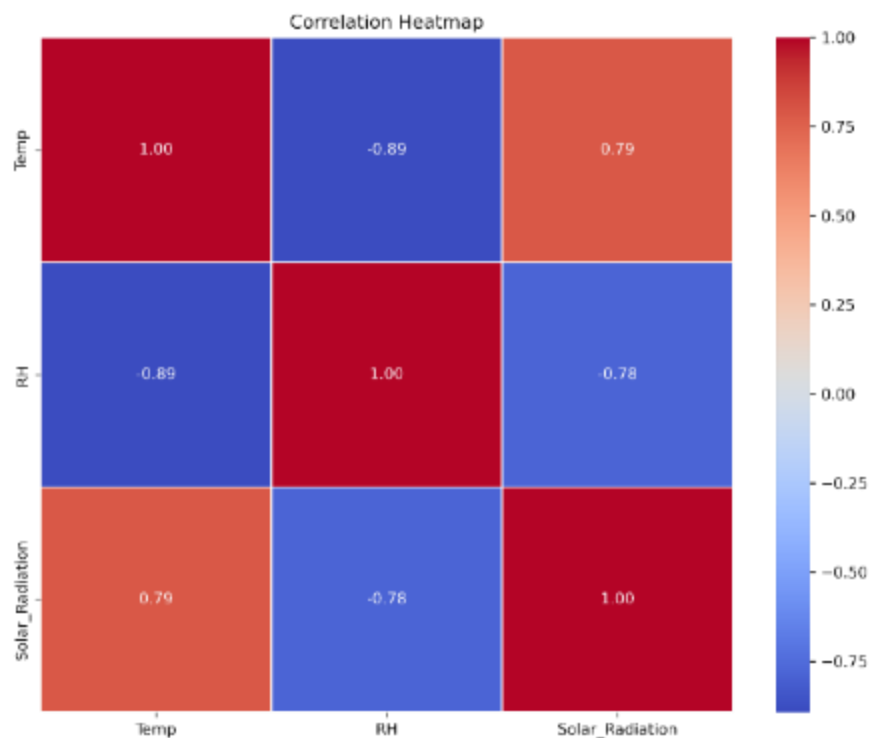 Correlation Heatmap
Temp
1.00 -0.89 0.79
RH
-0.89 1.00 -0.78
Solar_Radiation
0.79 -0.78 1.00
Temp RH Solar_Radiation
1.00
0.75
0.50
0.25
0.00
−0.25
−0.50
−0.75